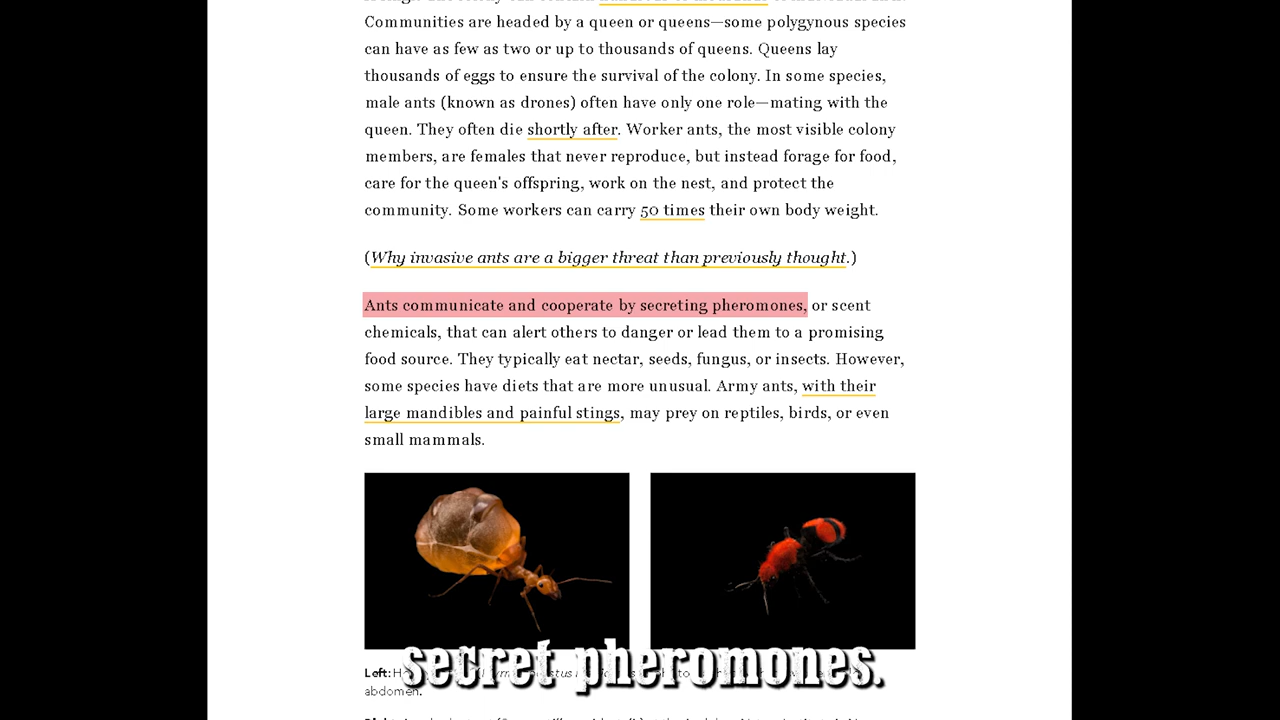 Communities are headed by a queen or queens—some polygynous species
can have as few as two or up to thousands of queens. Queens lay
thousands of eggs to ensure the survival of the colony. In some species,
male ants (known as drones) often have only one role—mating with the
queen. They often die shortly after. Worker ants, the most visible colony
members, are females that never reproduce, but instead forage for food,
care for the queen's offspring, work on the nest, and protect the
community. Some workers can carry 50 times their own body weight.
(Why invasive ants are a bigger threat than previously thought.)
Ants communicate and cooperate by secreting pheromones, or scent
chemicals, that can alert others to danger or lead them to a promising
food source. They typically eat nectar, seeds, fungus, or insects. However,
some species have diets that are more unusual. Army ants, with their
large mandibles and painful stings, may prey on reptiles, birds, or even
small mammals.
secret pheromones.
Left:
abdomen.